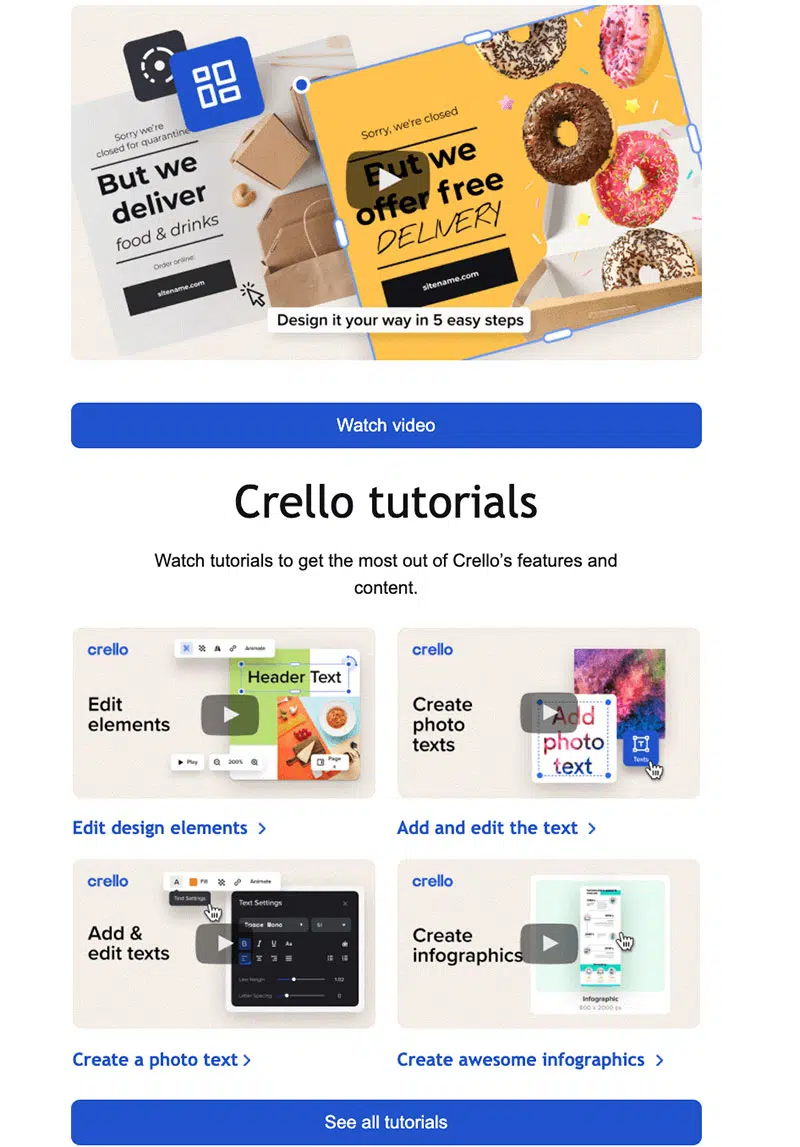 Sorry we're
closed for quarantine
But we
deliver
food & drinks
Order online:
sitename.com
Sorry, we're closed
But we
offer free
DELIVERY
sitename.com
Design it your way in 5 easy steps
Watch video
Crello tutorials
Watch tutorials to get the most out of Crello's features and
content.
crello
Edit
elements
Animate
Header Text
Play
200%
Page
crello
Create
photo
texts
Add
photo
text
Texts
Edit design elements >
Add and edit the text >
crello
Add &
edit texts
A Fill Animate
Text Settings
Text Settings
Trace Mono
B I U Aa
Line Height 1.02
Letter Spacing 0
crello
Create
infographics
Infographic
800 x 2000 px
Create a photo text >
Create awesome infographics >
See all tutorials